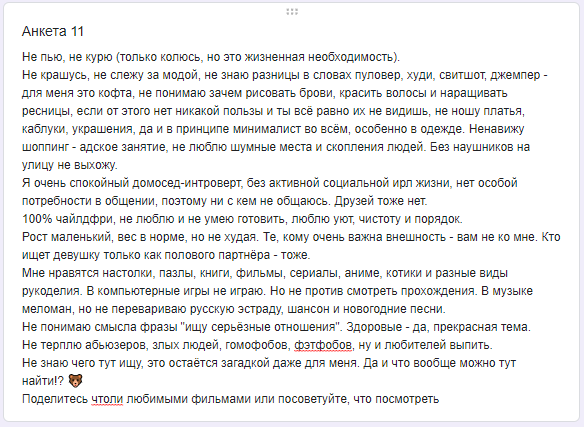 Анкета 11
Не пью, не курю (только колюсь, но это жизненная необходимость).
Не крашусь, не слежу за модой, не знаю разницы в словах пуловер, худи, свитшот, джемпер -
для меня это кофта, не понимаю зачем рисовать брови, красить волосы и наращивать
ресницы, если от этого нет никакой пользы и ты всё равно их не видишь, не ношу платья,
каблуки, украшения, да и в принципе минималист во всём, особенно в одежде. Ненавижу
шоппинг - адское занятие, не люблю шумные места и скопления людей. Без наушников на
улицу не выхожу.
Я очень спокойный домосед-интроверт, без активной социальной ирл жизни, нет особой
потребности в общении, поэтому ни с кем не общаюсь. Друзей тоже нет.
100% чайлдфри, не люблю и не умею готовить, люблю уют, чистоту и порядок.
Рост маленький, вес в норме, но не худая. Те, кому очень важна внешность - вам не ко мне. Кто
ищет девушку только как полового партнёра - тоже.
Мне нравятся настолки, пазлы, книги, фильмы, сериалы, аниме, котики и разные виды
рукоделия. В компьютерные игры не играю. Но не против смотреть прохождения. В музыке
меломан, но не перевариваю русскую эстраду, шансон и новогодние песни.
Не понимаю смысла фразы "ищу серьёзные отношения". Здоровые - да, прекрасная тема.
Не терплю абьюзеров, злых людей, гомофобов, фэтфобов, ну и любителей выпить.
Не знаю чего тут ищу, это остаётся загадкой даже для меня. Да и что вообще можно тут
найти!? 🐻
Поделитесь чтоли любимыми фильмами или посоветуйте, что посмотреть